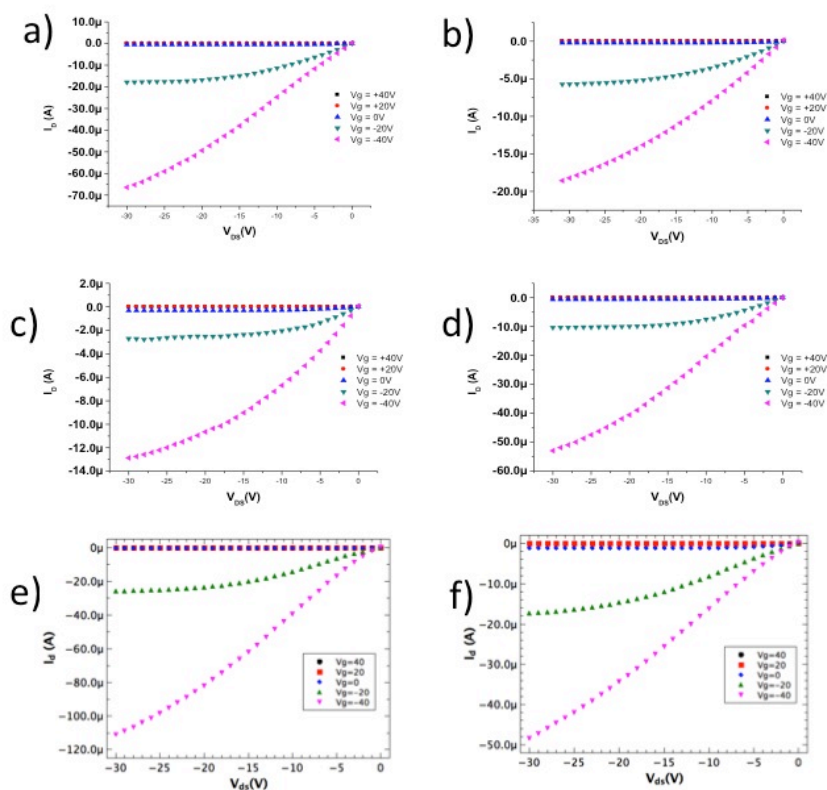 a)
10.0µ
0.0
-10.0µ
-20.0µ
-30.0µ
-40.0µ
-50.0µ
-60.0µ
-70.0µ
I_D (A)
Vg = +40V
Vg = +20V
Vg = 0V
Vg = -20V
Vg = -40V
-30 -25 -20 -15 -10 -5 0
V_DS(V)
b)
0.0
-5.0µ
-10.0µ
-15.0µ
-20.0µ
I_D (A)
Vg = +40V
Vg = +20V
Vg = 0V
Vg = -20V
Vg = -40V
-35 -30 -25 -20 -15 -10 -5 0
V_DS(V)
c)
2.0µ
0.0
-2.0µ
-4.0µ
-6.0µ
-8.0µ
-10.0µ
-12.0µ
-14.0µ
I_D (A)
Vg = +40V
Vg = +20V
Vg = 0V
Vg = -20V
Vg = -40V
-30 -25 -20 -15 -10 -5 0
V_DS(V)
d)
0.0
-10.0µ
-20.0µ
-30.0µ
-40.0µ
-50.0µ
-60.0µ
I_D (A)
Vg = +40V
Vg = +20V
Vg = 0V
Vg = -20V
Vg = -40V
-30 -25 -20 -15 -10 -5 0
V_DS(V)
e)
0µ
-20.0µ
-40.0µ
-60.0µ
-80.0µ
-100.0µ
-120.0µ
I_d (A)
Vg=40
Vg=20
Vg=0
Vg=-20
Vg=-40
-30 -25 -20 -15 -10 -5 0
V_ds(V)
f)
0µ
-10.0µ
-20.0µ
-30.0µ
-40.0µ
-50.0µ
I_d (A)
Vg=40
Vg=20
Vg=0
Vg=-20
Vg=-40
-30 -25 -20 -15 -10 -5 0
V_ds(V)